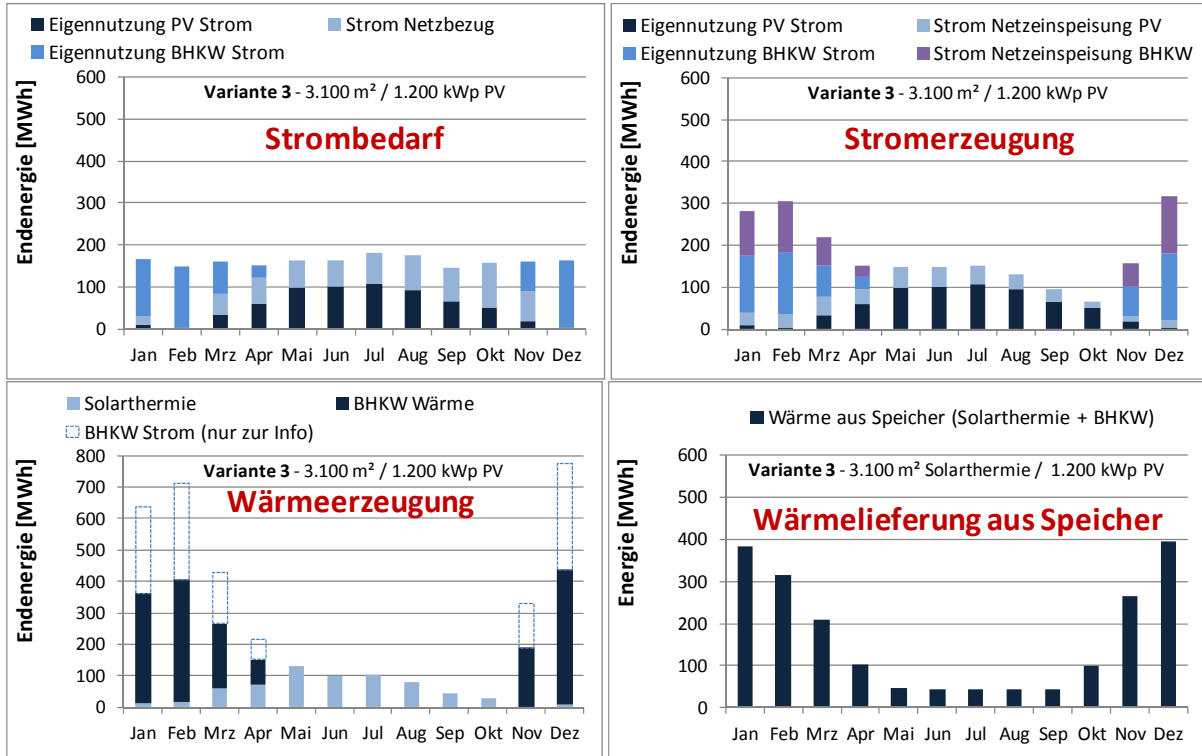 Eigennutzung PV Strom Strom Netzbezug
Eigennutzung BHKW Strom
Endenergie [MWh]
600
500
400
300
200
100
0
Variante 3 - 3.100 m² / 1.200 kWp PV
Strombedarf
Jan Feb Mrz Apr Mai Jun Jul Aug Sep Okt Nov Dez
Eigennutzung PV Strom Strom Netzeinspeisung PV
Eigennutzung BHKW Strom Strom Netzeinspeisung BHKW
Endenergie [MWh]
600
500
400
300
200
100
0
Variante 3 - 3.100 m² / 1.200 kWp PV
Stromerzeugung
Jan Feb Mrz Apr Mai Jun Jul Aug Sep Okt Nov Dez
Solarthermie BHKW Wärme
BHKW Strom (nur zur Info)
Endenergie [MWh]
800
700
600
500
400
300
200
100
0
Variante 3 - 3.100 m² / 1.200 kWp PV
Wärmeerzeugung
Jan Feb Mrz Apr Mai Jun Jul Aug Sep Okt Nov Dez
Wärme aus Speicher (Solarthermie + BHKW)
Energie [MWh]
600
500
400
300
200
100
0
Variante 3 - 3.100 m² Solarthermie / 1.200 kWp PV
Wärmelieferung aus Speicher
Jan Feb Mrz Apr Mai Jun Jul Aug Sep Okt Nov Dez